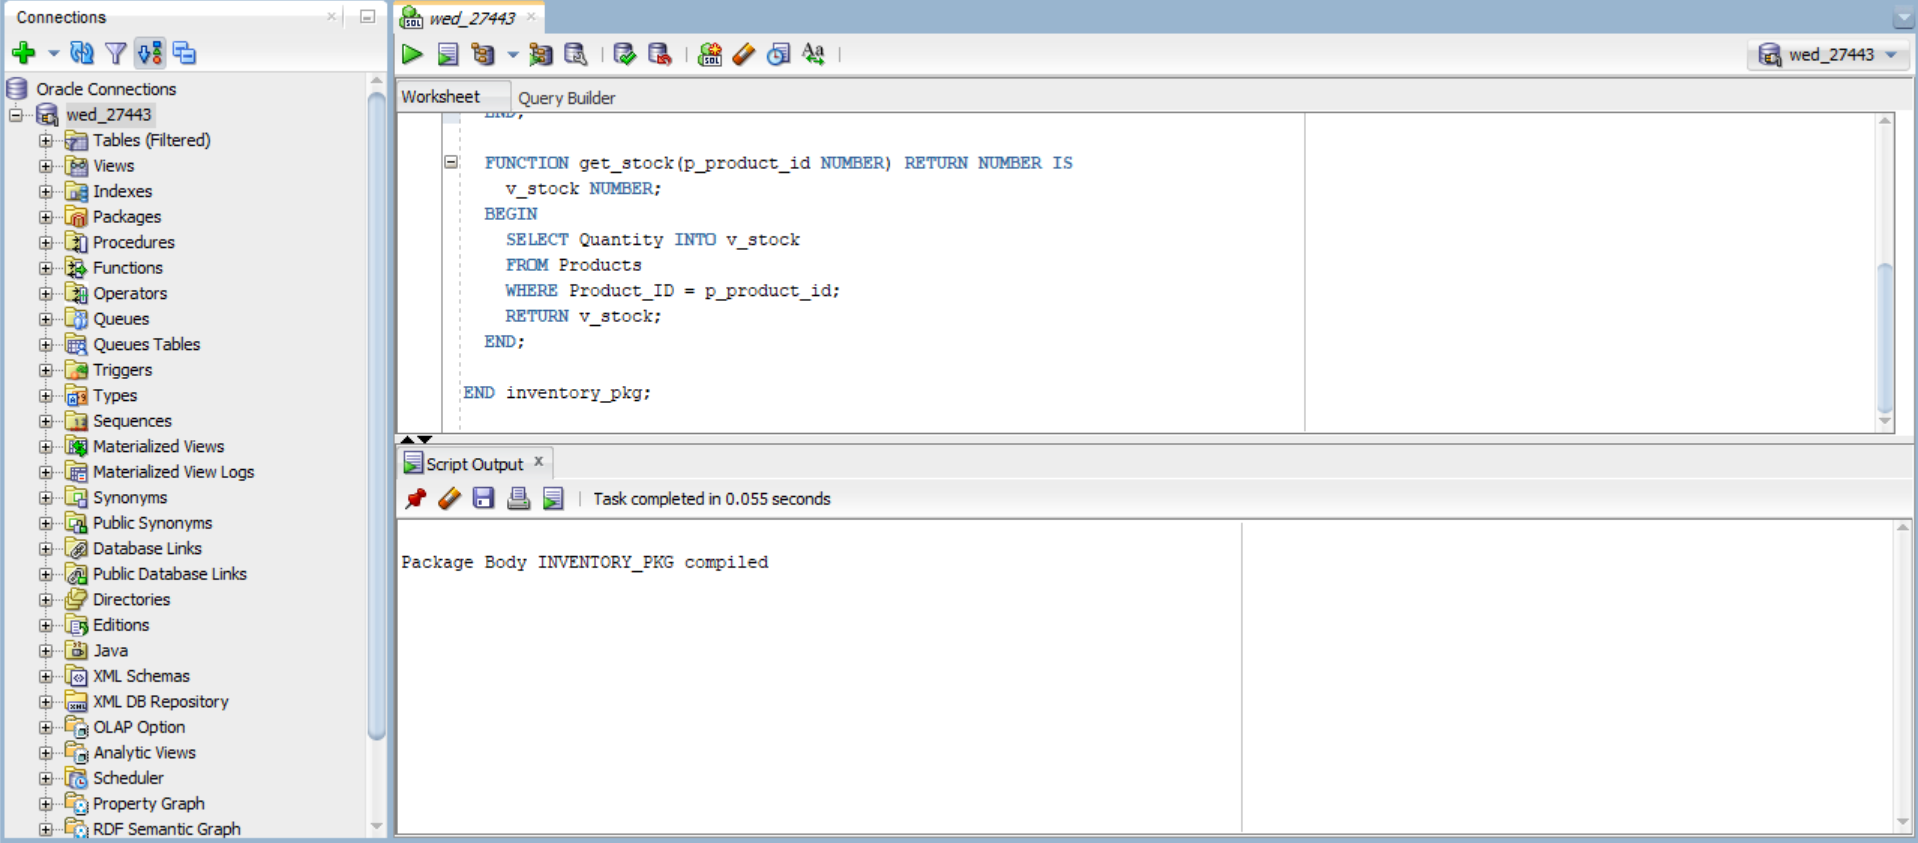 Connections
Oracle Connections
wed_27443
Tables (Filtered)
Views
Indexes
Packages
Procedures
Functions
Operators
Queues
Queues Tables
Triggers
Types
Sequences
Materialized Views
Materialized View Logs
Synonyms
Public Synonyms
Database Links
Public Database Links
Directories
Editions
Java
XML Schemas
XML DB Repository
OLAP Option
Analytic Views
Scheduler
Property Graph
RDF Semantic Graph
wed_27443
wed_27443
Worksheet
Query Builder
END;
FUNCTION get_stock(p_product_id NUMBER) RETURN NUMBER IS
v_stock NUMBER;
BEGIN
SELECT Quantity INTO v_stock
FROM Products
WHERE Product_ID = p_product_id;
RETURN v_stock;
END;
END inventory_pkg;
Script Output
Task completed in 0.055 seconds
Package Body INVENTORY_PKG compiled